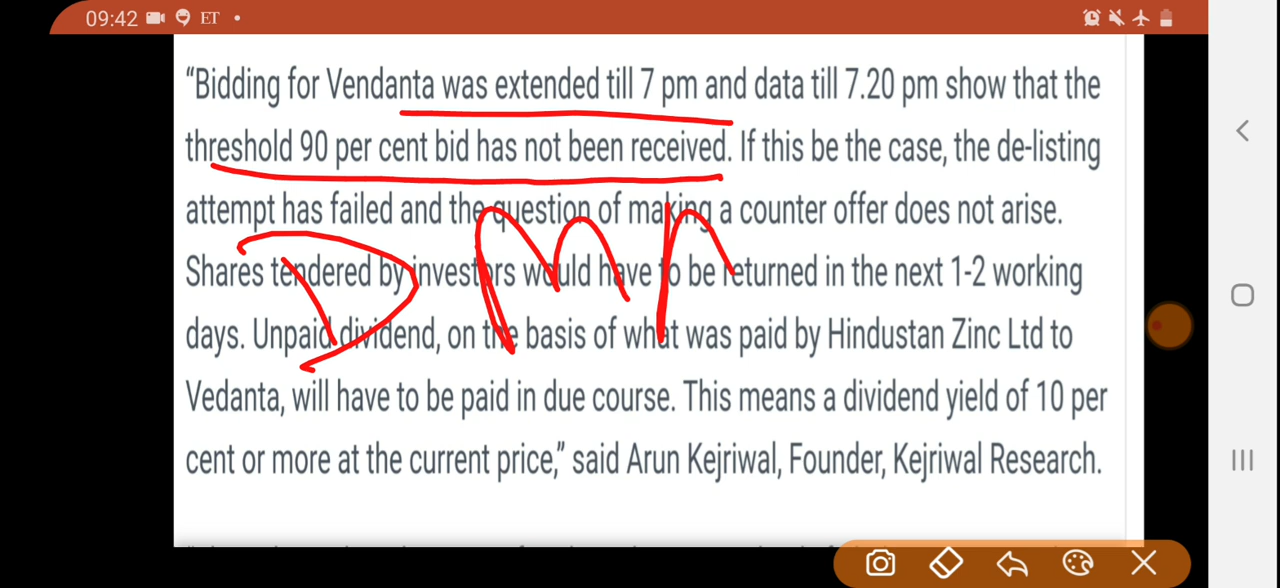 09:42 ET
“Bidding for Vendanta was extended till 7 pm and data till 7.20 pm show that the
threshold 90 per cent bid has not been received. If this be the case, the de-listing
attempt has failed and the question of making a counter offer does not arise.
Shares tendered by investors would have to be returned in the next 1-2 working
days. Unpaid dividend, on the basis of what was paid by Hindustan Zinc Ltd to
Vedanta, will have to be paid in due course. This means a dividend yield of 10 per
cent or more at the current price,” said Arun Kejriwal, Founder, Kejriwal Research.